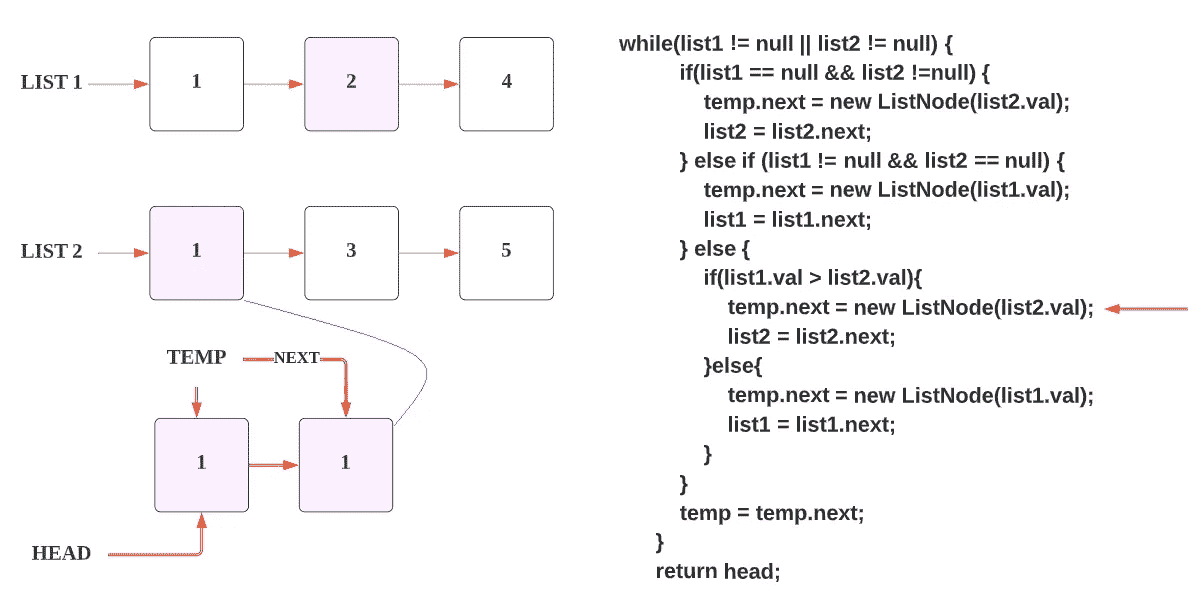 LIST 1
1
2
4
LIST 2
1
3
5
TEMP
NEXT
1
1
HEAD
while(list1 != null || list2 != null) {
if(list1 == null && list2 !=null) {
temp.next = new ListNode(list2.val);
list2 = list2.next;
} else if (list1 != null && list2 == null) {
temp.next = new ListNode(list1.val);
list1 = list1.next;
} else {
if(list1.val > list2.val){
temp.next = new ListNode(list2.val);
list2 = list2.next;
}else{
temp.next = new ListNode(list1.val);
list1 = list1.next;
}
}
temp = temp.next;
}
return head;